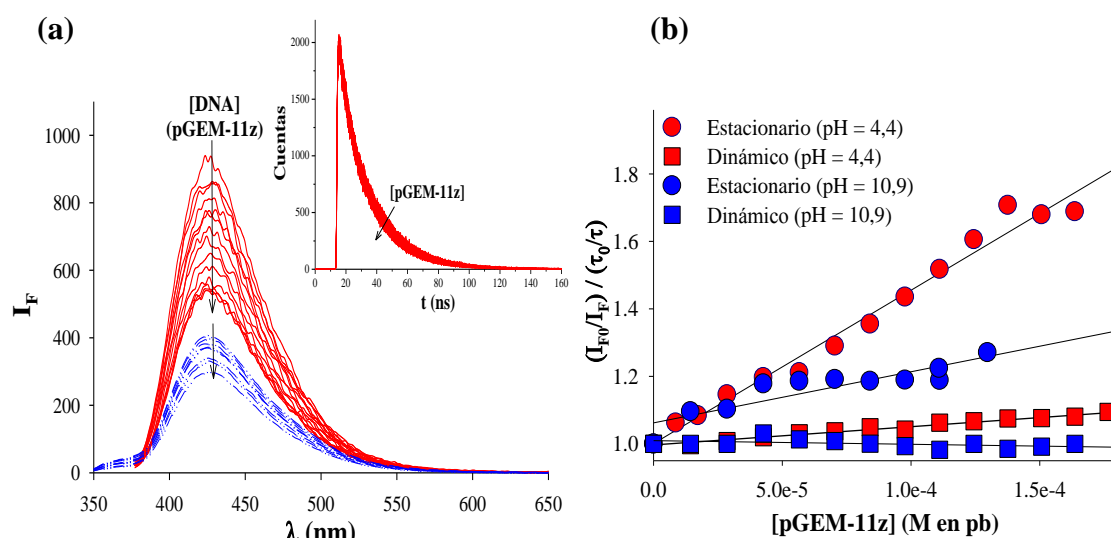 (a)
[DNA]
(pGEM-11z)
I_F
1000
800
600
400
200
0
350 400 450 500 550 600 650
λ (nm)
Cuentas
2000
1500
1000
500
0
[pGEM-11z]
0 20 40 60 80 100 120 140 160
t (ns)
(b)
Estacionario (pH = 4,4)
Dinámico (pH = 4,4)
Estacionario (pH = 10,9)
Dinámico (pH = 10,9)
(I_F0/I_F) / (τ_0/τ)
1.8
1.6
1.4
1.2
1.0
0.0 5.0e-5 1.0e-4 1.5e-4
[pGEM-11z] (M en pb)